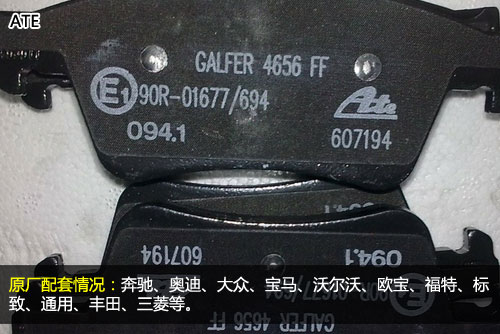 ATE
GALFER 4656 FF
E1 90R-01677/694
Ate
094.1
607194
094.1
094.1
607194
原厂配套情况：奔驰、奥迪、大众、宝马、沃尔沃、欧宝、福特、标
致、通用、丰田、三菱等。
GALFER 4656 FF